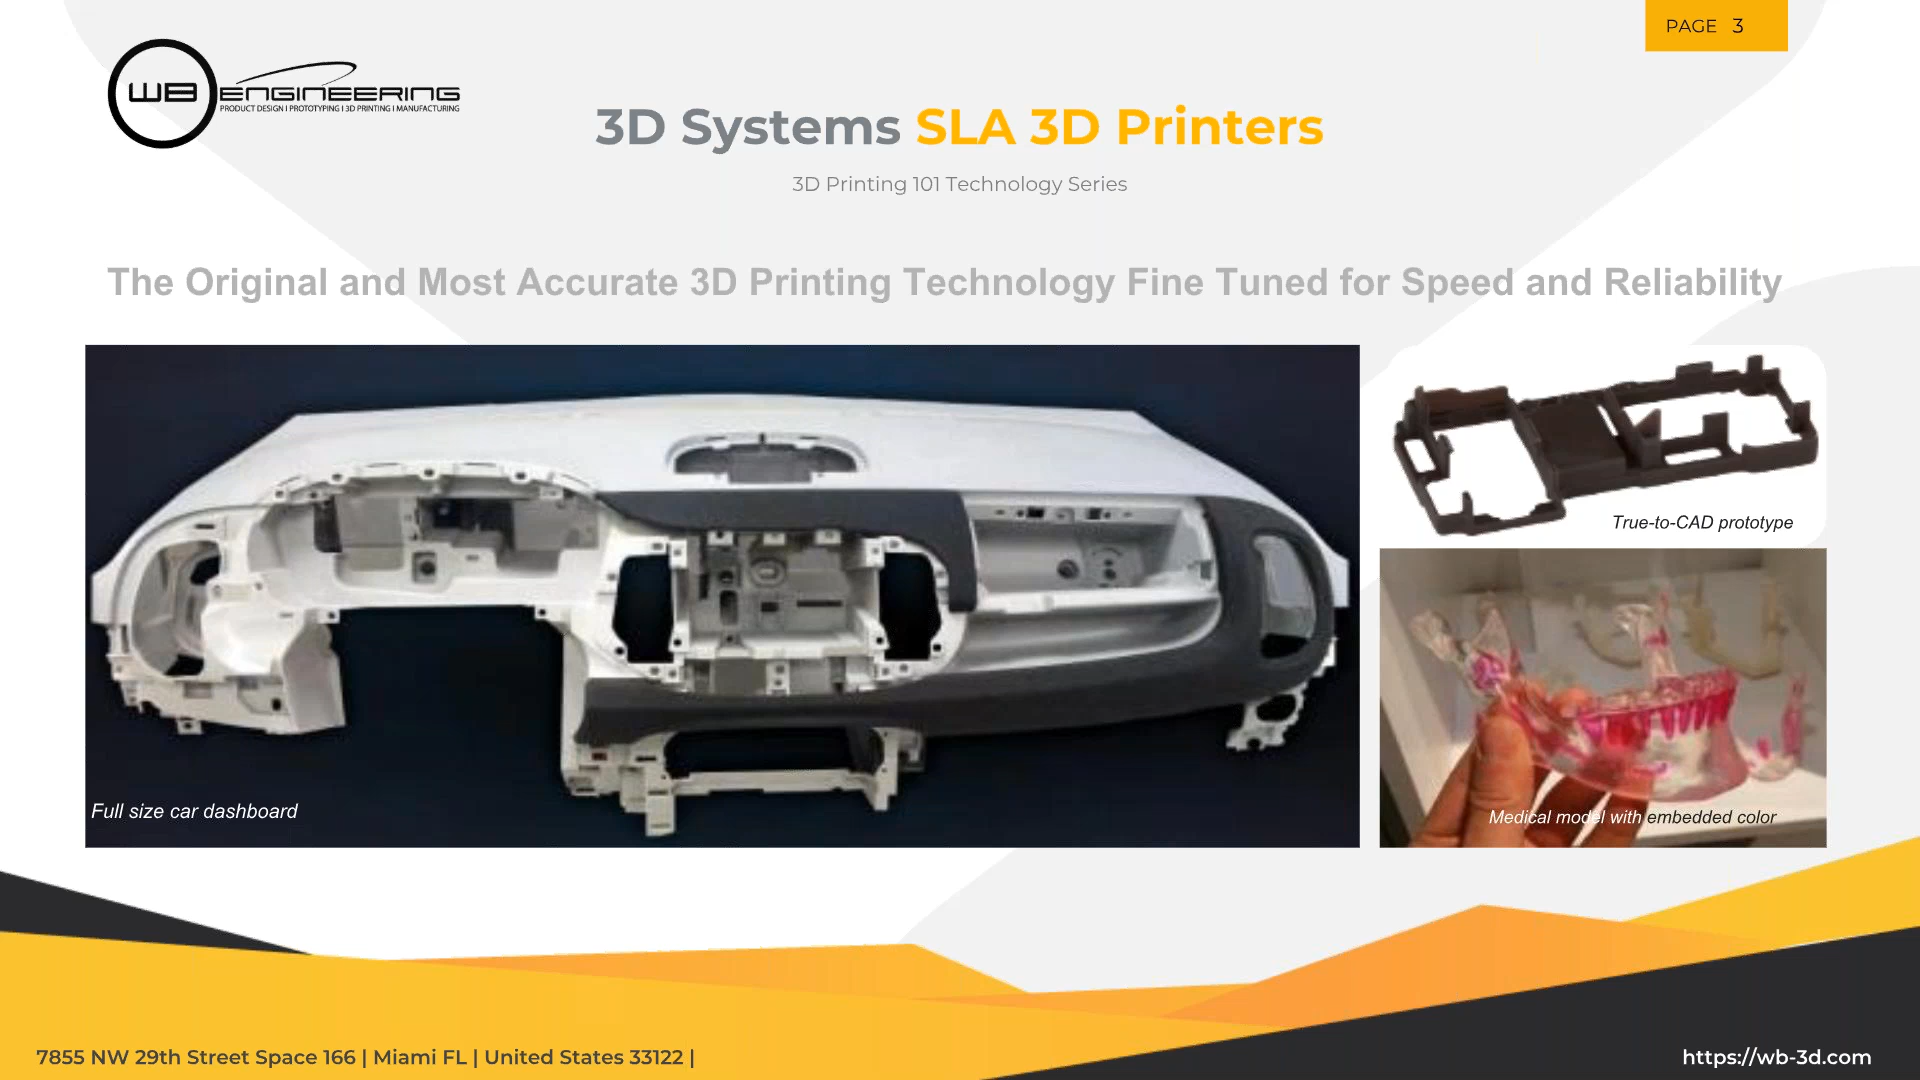 PAGE 3
WB ENGINEERING
PRODUCT DESIGN I PROTOTYPING I 3D PRINTING I MANUFACTURING
3D Systems SLA 3D Printers
3D Printing 101 Technology Series
The Original and Most Accurate 3D Printing Technology Fine Tuned for Speed and Reliability
True-to-CAD prototype
Full size car dashboard
Medical model with embedded color
7855 NW 29th Street Space 166 | Miami FL | United States 33122 |
https://wb-3d.com